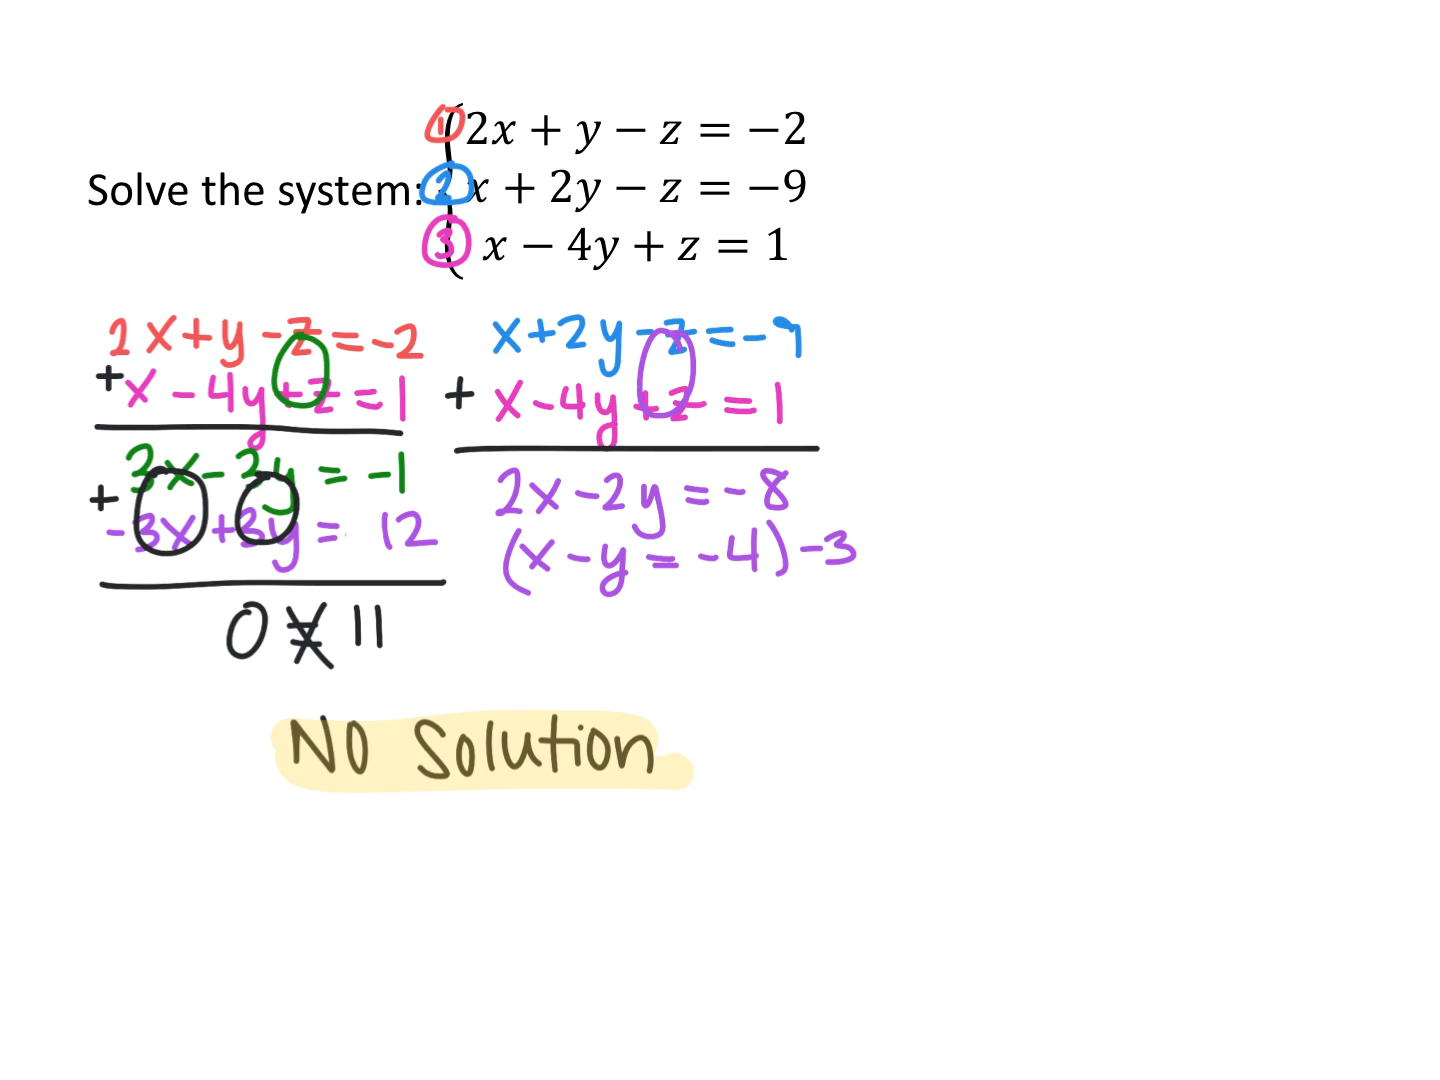 ① 2x + y − z = −2
Solve the system: ② x + 2y − z = −9
③ x − 4y + z = 1
2x+y-z=-2
+ x-4y+z=1
3x-3y=-1
+ -3x+3y=12
0≠11
x+2y-z=-9
+ x-4y+z=1
2x-2y=-8
(x-y=-4)-3
NO Solution